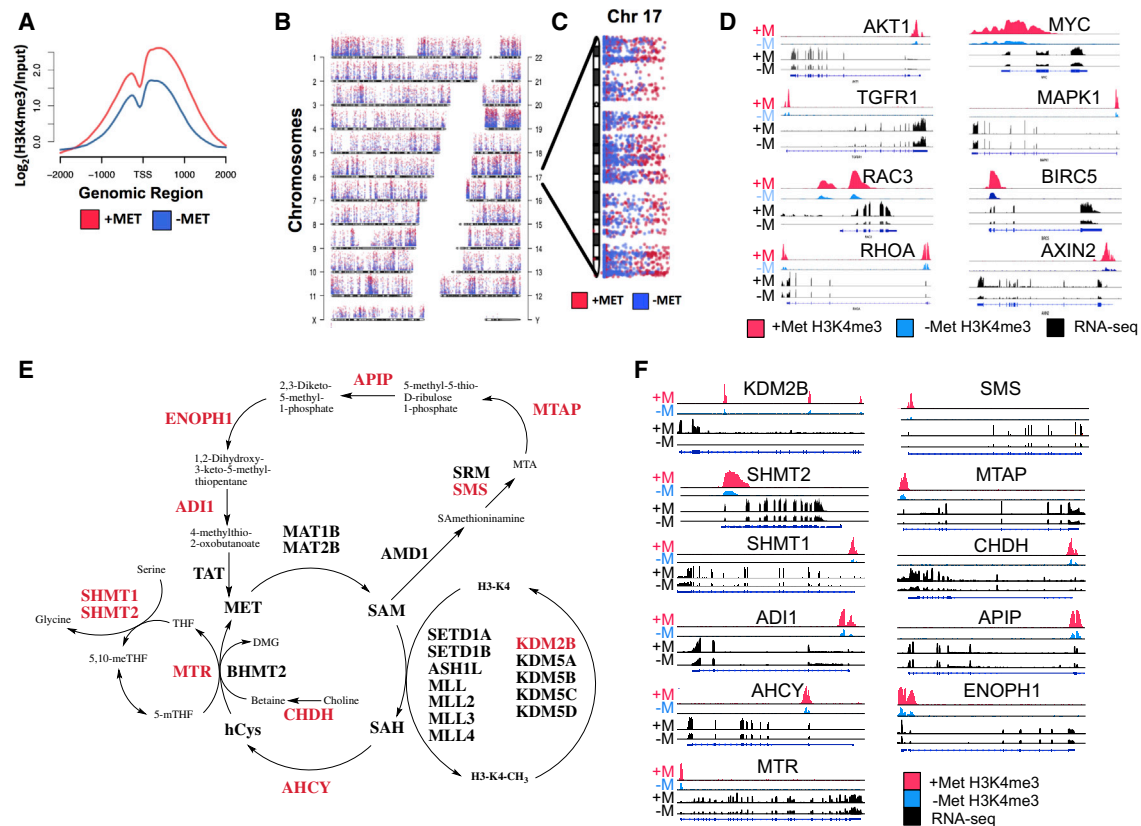 A
Log2(H3K4me3/Input)
0.0
1.0
2.0
-2000
-1000
TSS
1000
2000
Genomic Region
+MET
-MET
B
Chromosomes
1
2
3
4
5
6
7
8
9
10
11
X
22
21
20
19
18
17
16
15
14
13
12
Y
C
Chr 17
+MET
-MET
D
+M
-M
+M
-M
AKT1
MYC
TGFR1
MAPK1
+M
-M
+M
-M
RAC3
BIRC5
+M
-M
+M
-M
RHOA
AXIN2
+M
-M
+M
-M
+Met H3K4me3
-Met H3K4me3
RNA-seq
E
APIP
2,3-Diketo-
5-methyl-
1-phosphate
5-methyl-5-thio-
D-ribulose
1-phosphate
ENOPH1
MTAP
1,2-Dihydroxy-
3-keto-5-methyl-
thiopentane
MTA
SRM
SMS
ADI1
SAmethioninamine
4-methylthio-
2-oxobutanoate
MAT1B
MAT2B
AMD1
TAT
Serine
SHMT1
SHMT2
MET
SAM
H3-K4
Glycine
THF
DMG
5,10-meTHF
MTR
BHMT2
SETD1A
SETD1B
ASH1L
MLL
MLL2
MLL3
MLL4
KDM2B
KDM5A
KDM5B
KDM5C
KDM5D
Betaine
Choline
CHDH
5-mTHF
hCys
SAH
AHCY
H3-K4-CH3
F
KDM2B
SMS
+M
-M
+M
-M
SHMT2
MTAP
+M
-M
+M
-M
SHMT1
CHDH
+M
-M
+M
-M
ADI1
APIP
+M
-M
+M
-M
AHCY
ENOPH1
+M
-M
+M
-M
MTR
+M
-M
+M
-M
+Met H3K4me3
-Met H3K4me3
RNA-seq